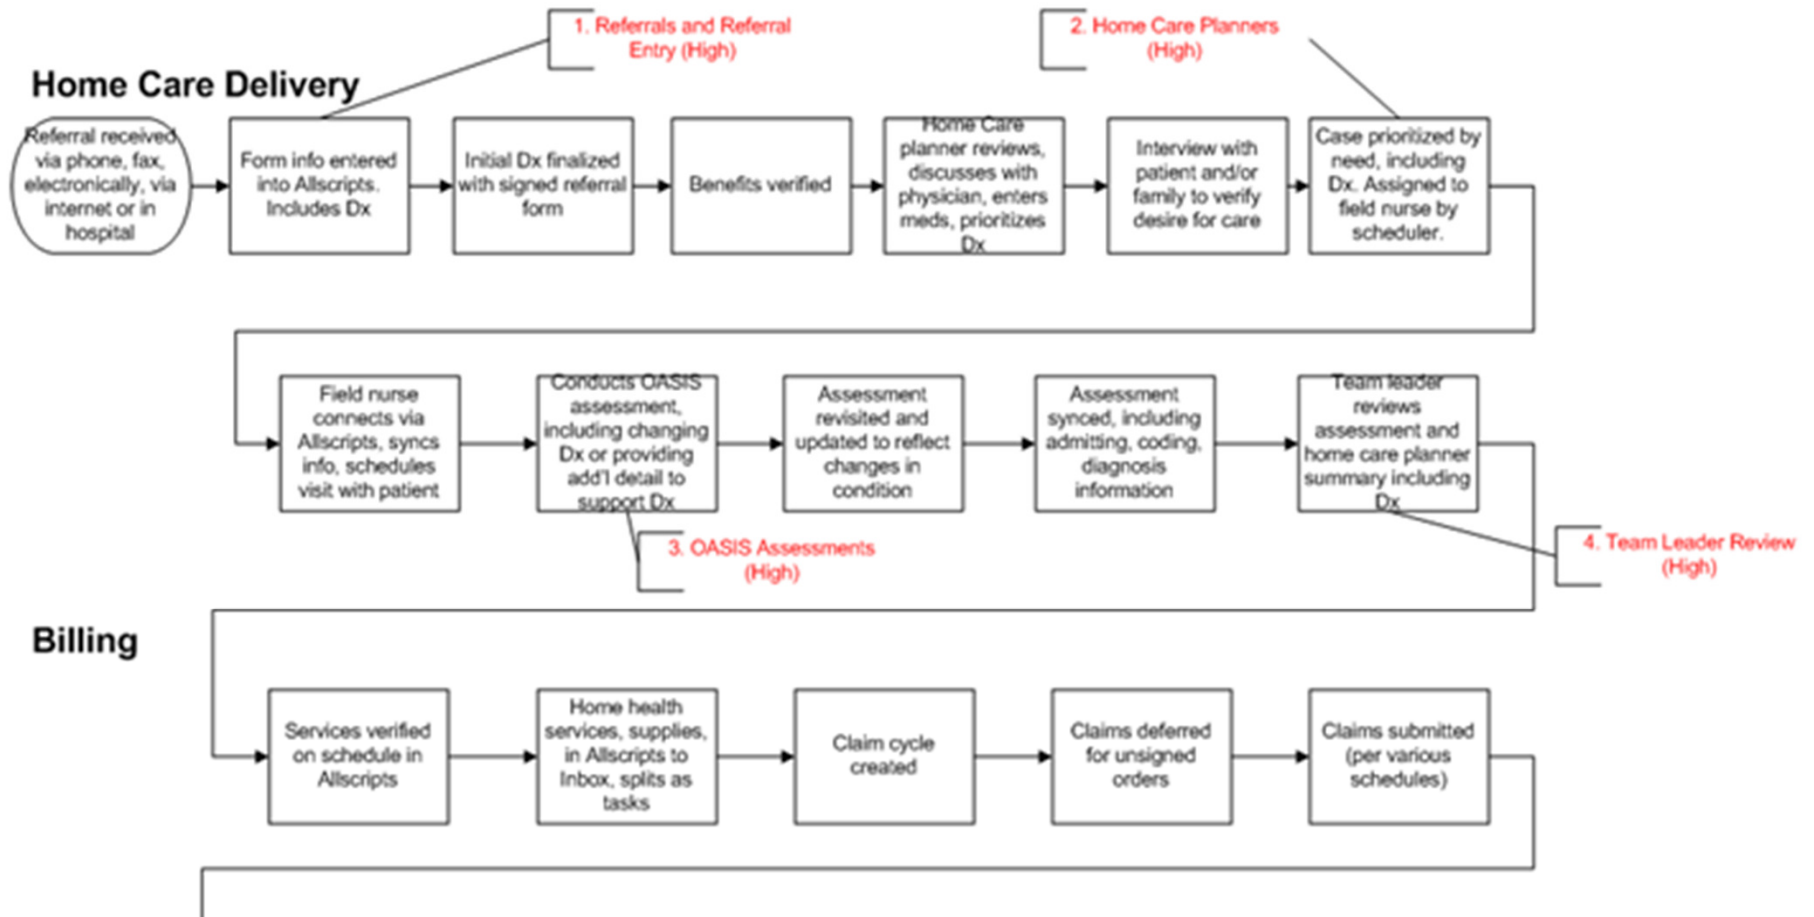 1. Referrals and Referral
Entry (High)
2. Home Care Planners
(High)
Home Care Delivery
Referral received
via phone, fax,
electronically, via
internet or in
hospital
Form info entered
into Allscripts.
Includes Dx
Initial Dx finalized
with signed referral
form
Benefits verified
Home Care
planner reviews,
discusses with
physician, enters
meds, prioritizes
Dx
Interview with
patient and/or
family to verify
desire for care
Case prioritized by
need, including
Dx. Assigned to
field nurse by
scheduler.
Field nurse
connects via
Allscripts, syncs
info, schedules
visit with patient
Conducts OASIS
assessment,
including changing
Dx or providing
add'l detail to
support Dx
Assessment
revisited and
updated to reflect
changes in
condition
Assessment
synced, including
admitting, coding,
diagnosis
information
Team leader
reviews
assessment and
home care planner
summary including
Dx
3. OASIS Assessments
(High)
4. Team Leader Review
(High)
Billing
Services verified
on schedule in
Allscripts
Home health
services, supplies,
in Allscripts to
Inbox, splits as
tasks
Claim cycle
created
Claims deferred
for unsigned
orders
Claims submitted
(per various
schedules)